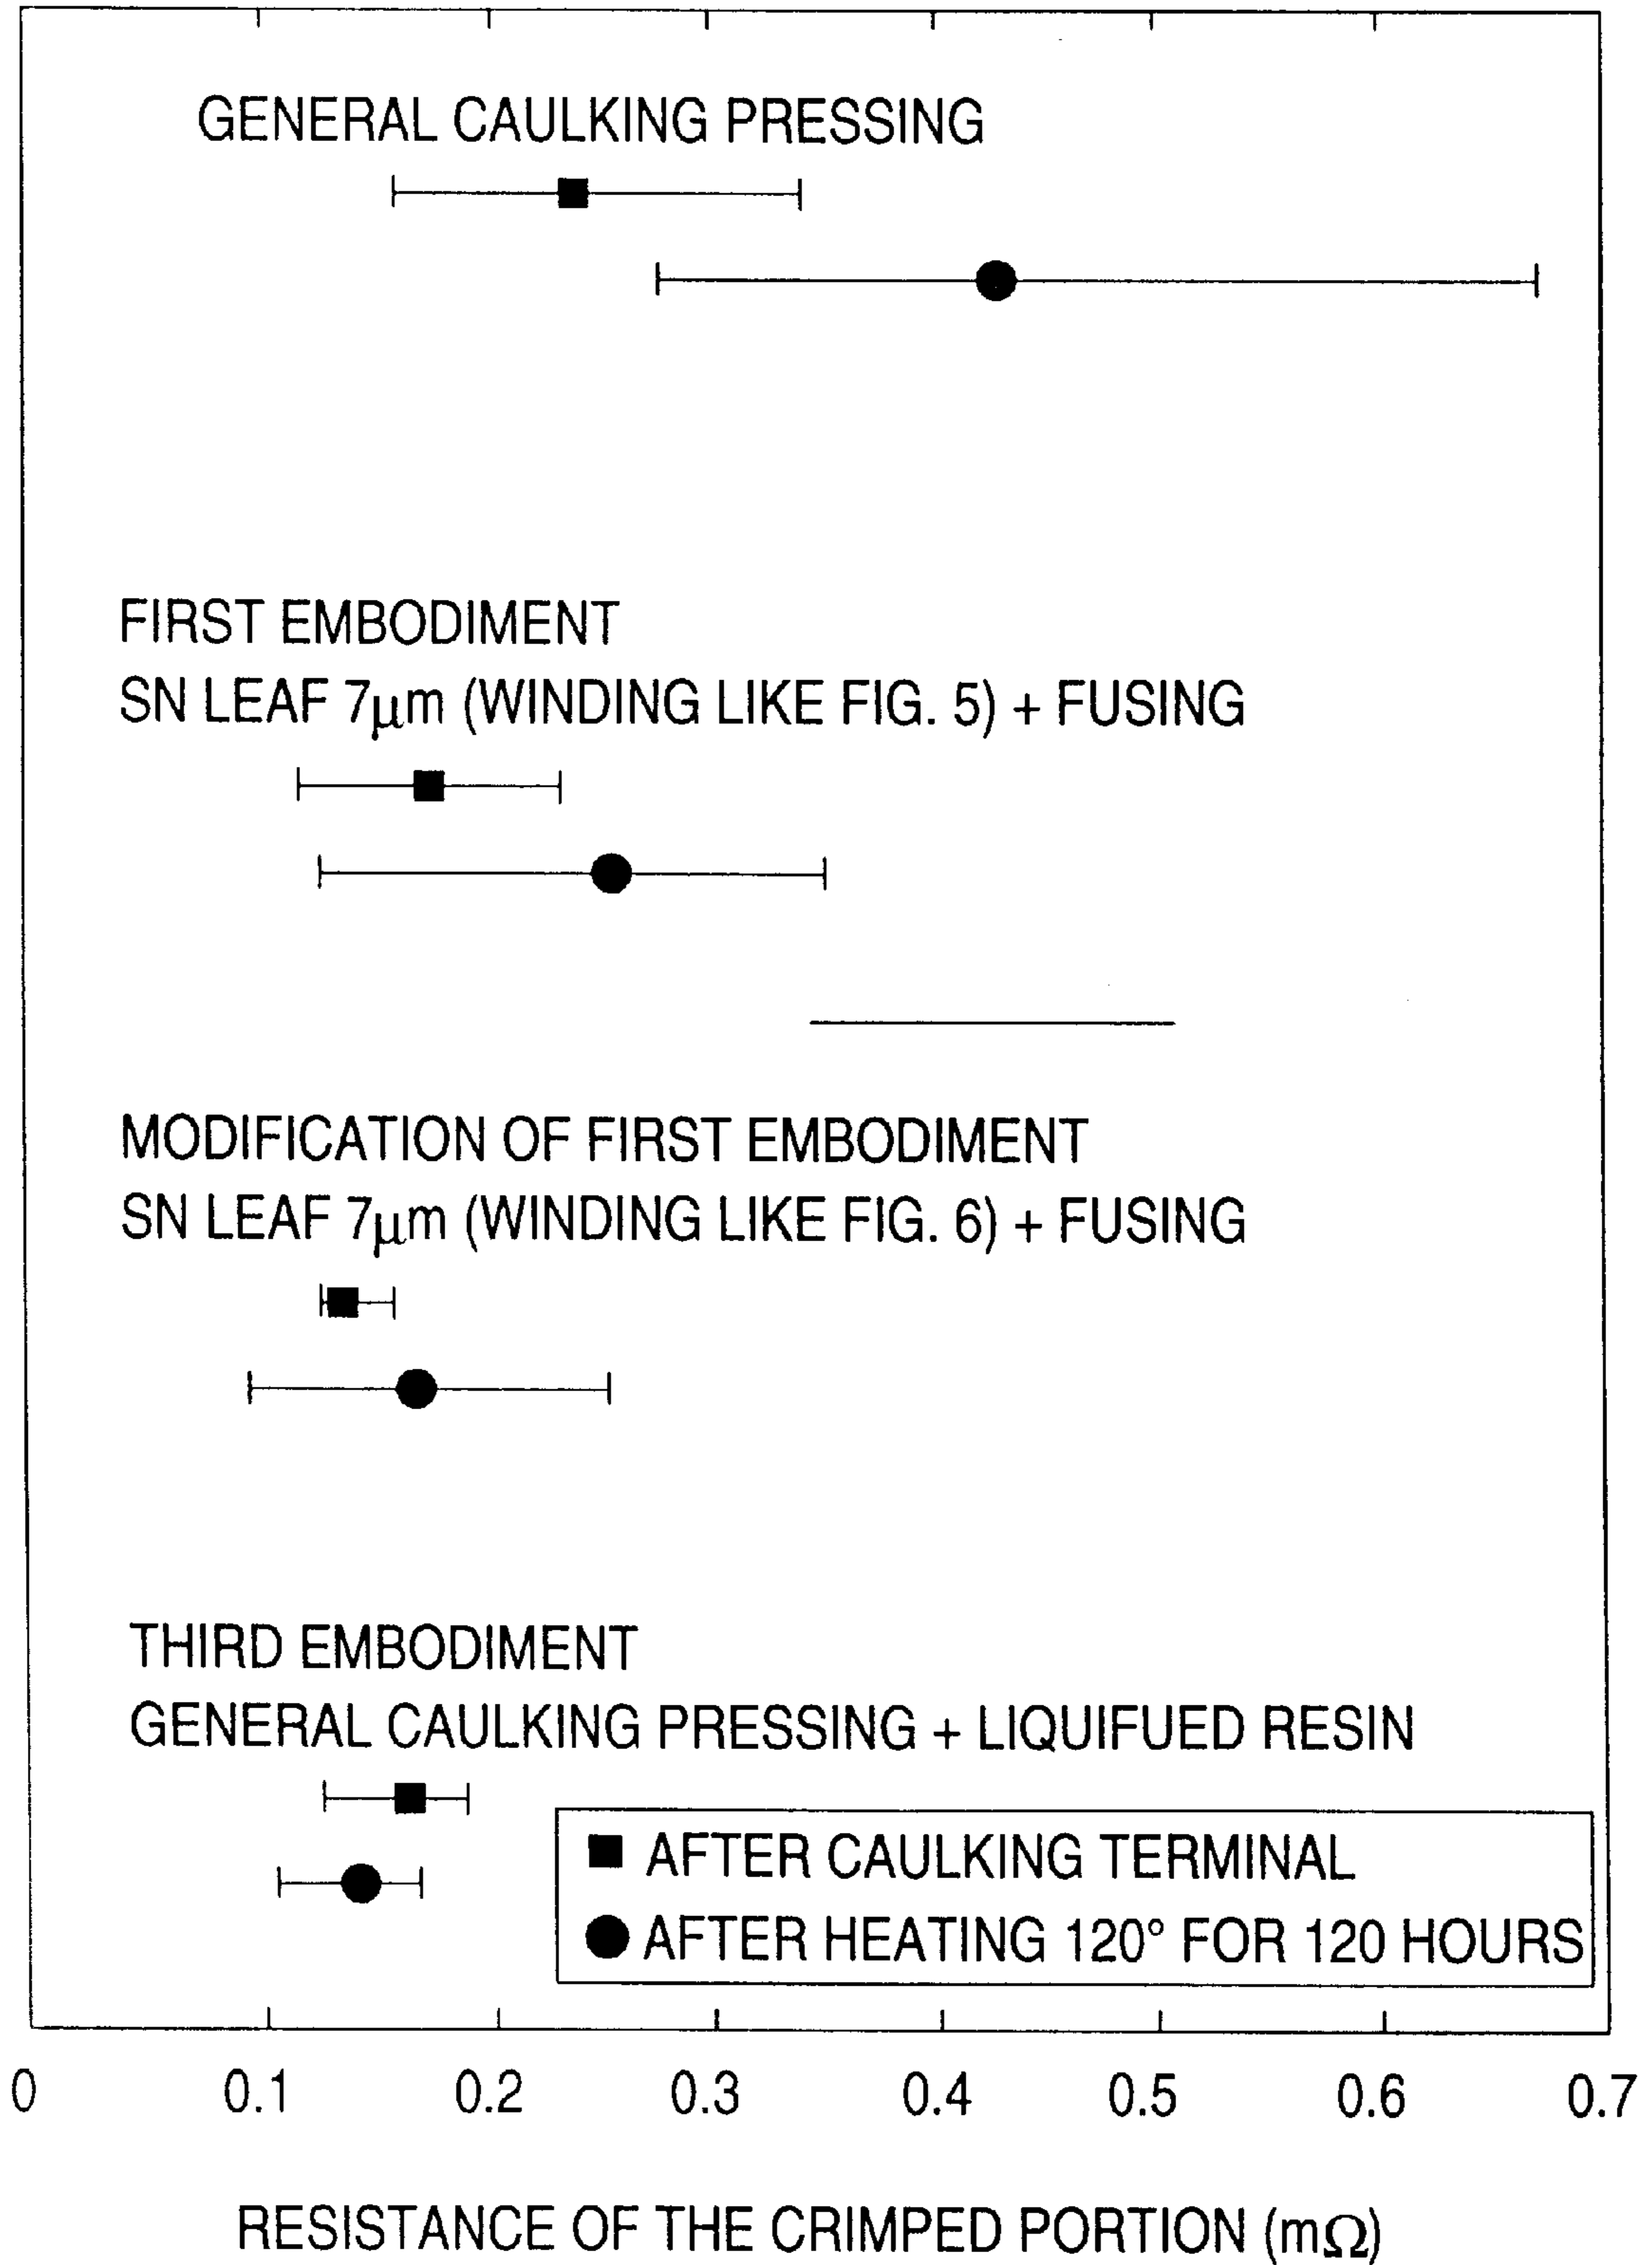 GENERAL CAULKING PRESSING
FIRST EMBODIMENT
SN LEAF 7μm (WINDING LIKE FIG. 5) + FUSING
MODIFICATION OF FIRST EMBODIMENT
SN LEAF 7μm (WINDING LIKE FIG. 6) + FUSING
THIRD EMBODIMENT
GENERAL CAULKING PRESSING + LIQUIFUED RESIN
AFTER CAULKING TERMINAL
AFTER HEATING 120° FOR 120 HOURS
0 0.1 0.2 0.3 0.4 0.5 0.6 0.7
RESISTANCE OF THE CRIMPED PORTION (mΩ)